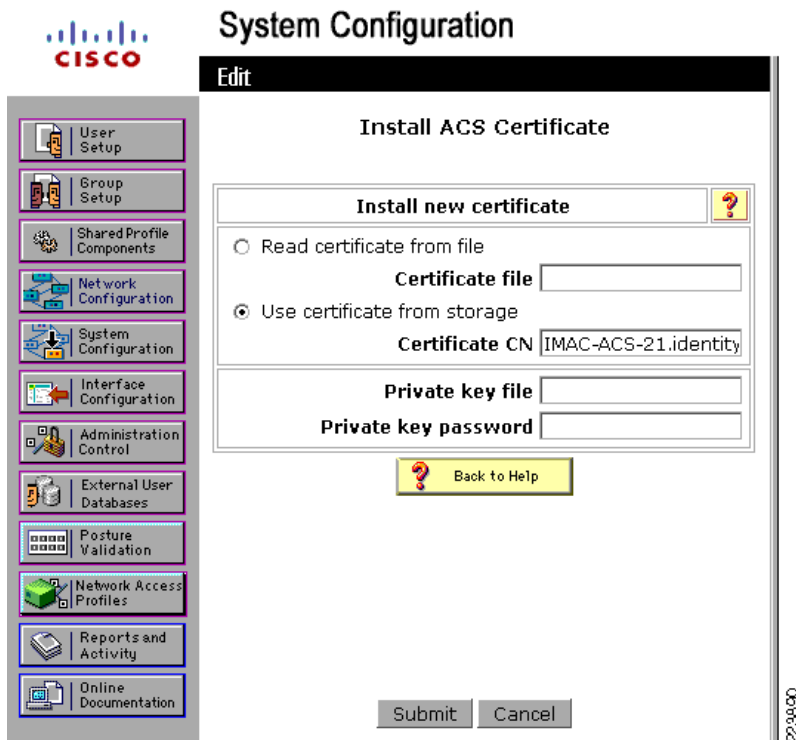 CISCO
System Configuration
Edit
User
Setup
Group
Setup
Shared Profile
Components
Network
Configuration
System
Configuration
Interface
Configuration
Administration
Control
External User
Databases
Posture
Validation
Network Access
Profiles
Reports and
Activity
Online
Documentation
Install ACS Certificate
Install new certificate
?
Read certificate from file
Certificate file
Use certificate from storage
Certificate CN IMAC-ACS-21.identity
Private key file
Private key password
? Back to Help
Submit Cancel